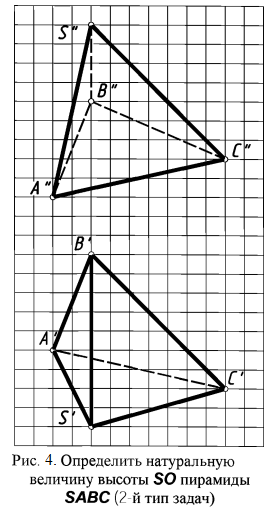 S"
B"
C"
A"
B'
A'
C'
S'
Рис. 4. Определить натуральную
величину высоты SO пирамиды
SABC (2-й тип задач)